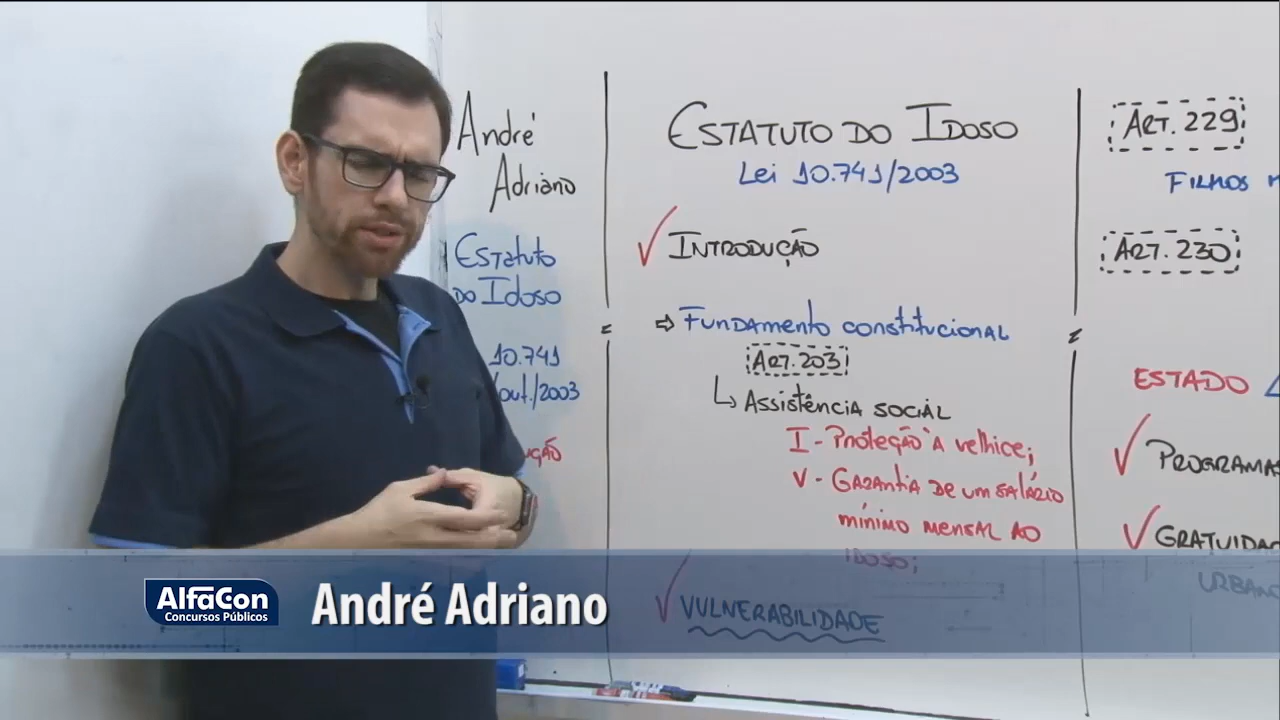 André
Adriano
Estatuto
do Idoso
10.741
out./2003
ESTATUTO DO IDOSO
Lei 10.741/2003
INTRODUÇÃO
FUNDAMENTO CONSTITUCIONAL
ART. 203
ASSISTÊNCIA SOCIAL
I - PROTEÇÃO À VELHICE;
V - GARANTIA DE UM SALÁRIO
MÍNIMO MENSAL AO
IDOSO;
VULNERABILIDADE
ART. 229
FILHOS
ART. 230
ESTADO
PROGRAMAS
GRATUIDAD
URBANO
AlfaCon
Concursos Públicos
André Adriano